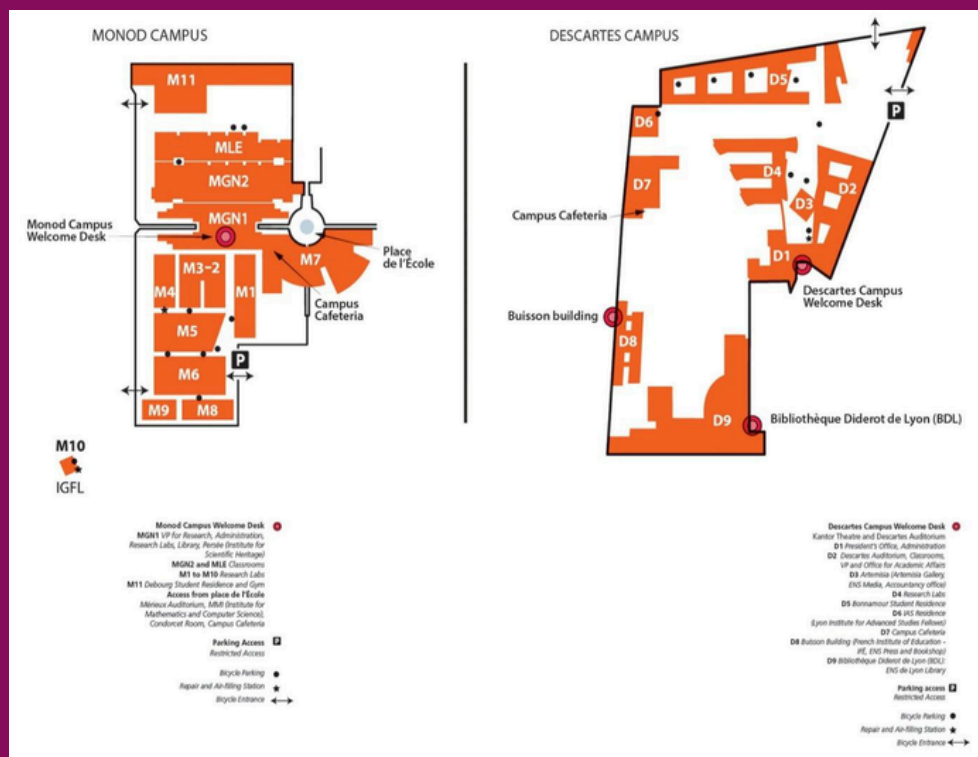 MONOD CAMPUS
M11
MLE
MGN2
MGN1
Monod Campus
Welcome Desk
Place
de l'École
M7
M3-2
M4
M1
Campus
Cafeteria
M5
P
M6
M9
M8
M10
IGFL
Monod Campus Welcome Desk
MGN1 VP for Research, Administration,
Research Labs, Library, Persée (Institute for
Scientific Heritage)
MGN2 and MLE Classrooms
M1 to M10 Research Labs
M11 Debourg Student Residence and Gym
Access from place de l'École
Mérieux Auditorium, MMI (Institute for
Mathematics and Computer Science),
Condorcet Room, Campus Cafeteria
Parking Access P
Restricted Access
Bicycle Parking
Repair and Air-filling Station
Bicycle Entrance
DESCARTES CAMPUS
D5
P
D6
D4
D7
D2
D3
Campus Cafeteria
D1
Descartes Campus
Welcome Desk
Buisson building
D8
D9
Bibliothèque Diderot de Lyon (BDL)
Descartes Campus Welcome Desk
Kantor Theatre and Descartes Auditorium
D1 President's Office, Administration
D2 Descartes Auditorium, Classrooms,
VP and Office for Academic Affairs
D3 Artemisia (Artemisia Gallery,
ENS Media, Accountancy office)
D4 Research Labs
D5 Bonnamour Student Residence
D6 IAS Residence
(Lyon Institute for Advanced Studies Fellows)
D7 Campus Cafeteria
D8 Buisson Building (French Institute of Education –
IFÉ, ENS Press and Bookshop)
D9 Bibliothèque Diderot de Lyon (BDL):
ENS de Lyon Library
Parking access P
Restricted Access
Bicycle Parking
Repair and Air-filling Station
Bicycle Entrance